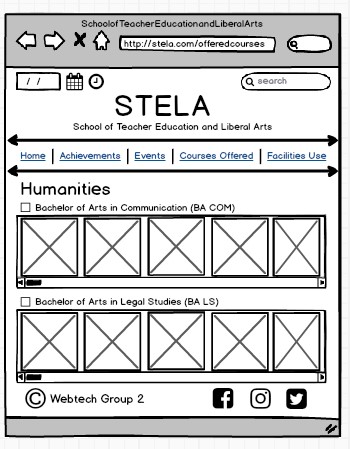 SchoolofTeacherEducationandLiberalArts
http://stela.com/offeredcourses
/ /
search
STELA
School of Teacher Education and Liberal Arts
Home | Achievements | Events | Courses Offered | Facilities Use
Humanities
Bachelor of Arts in Communication (BA COM)
Bachelor of Arts in Legal Studies (BA LS)
© Webtech Group 2